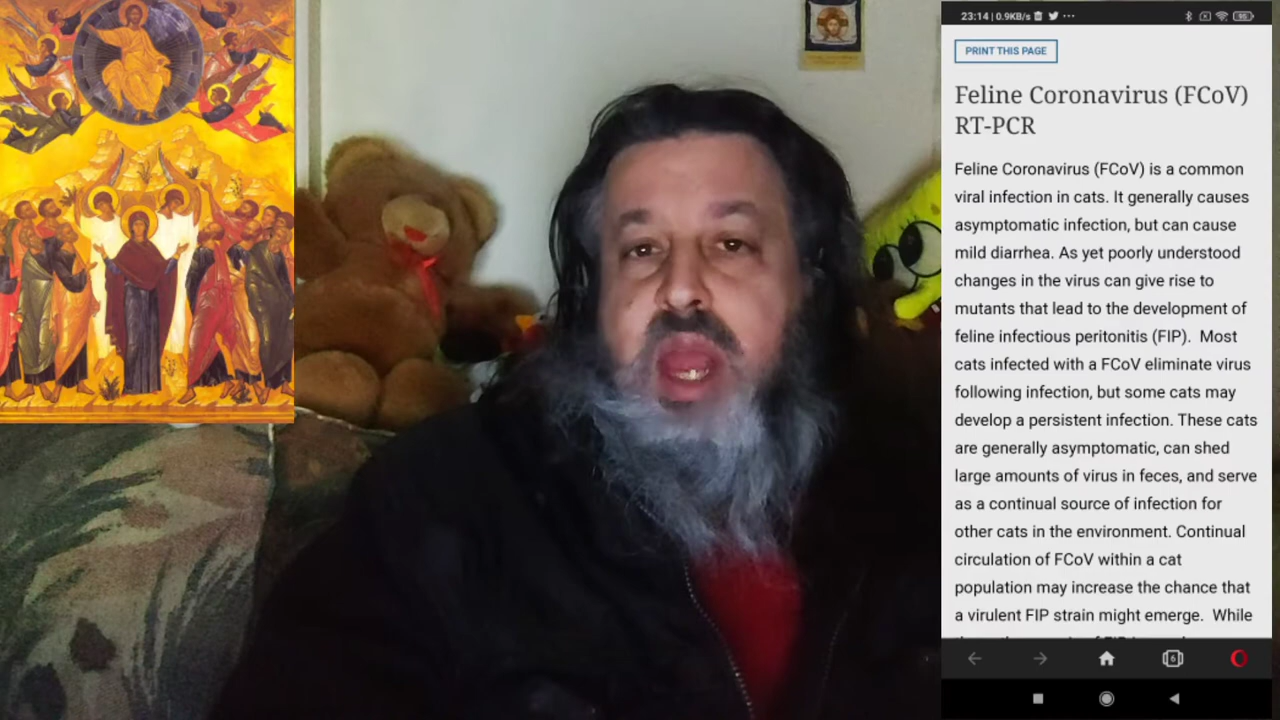 23:14 | 0.9KB/s
95
PRINT THIS PAGE
Feline Coronavirus (FCoV)
RT-PCR
Feline Coronavirus (FCoV) is a common
viral infection in cats. It generally causes
asymptomatic infection, but can cause
mild diarrhea. As yet poorly understood
changes in the virus can give rise to
mutants that lead to the development of
feline infectious peritonitis (FIP).  Most
cats infected with a FCoV eliminate virus
following infection, but some cats may
develop a persistent infection. These cats
are generally asymptomatic, can shed
large amounts of virus in feces, and serve
as a continual source of infection for
other cats in the environment. Continual
circulation of FCoV within a cat
population may increase the chance that
a virulent FIP strain might emerge.  While
6